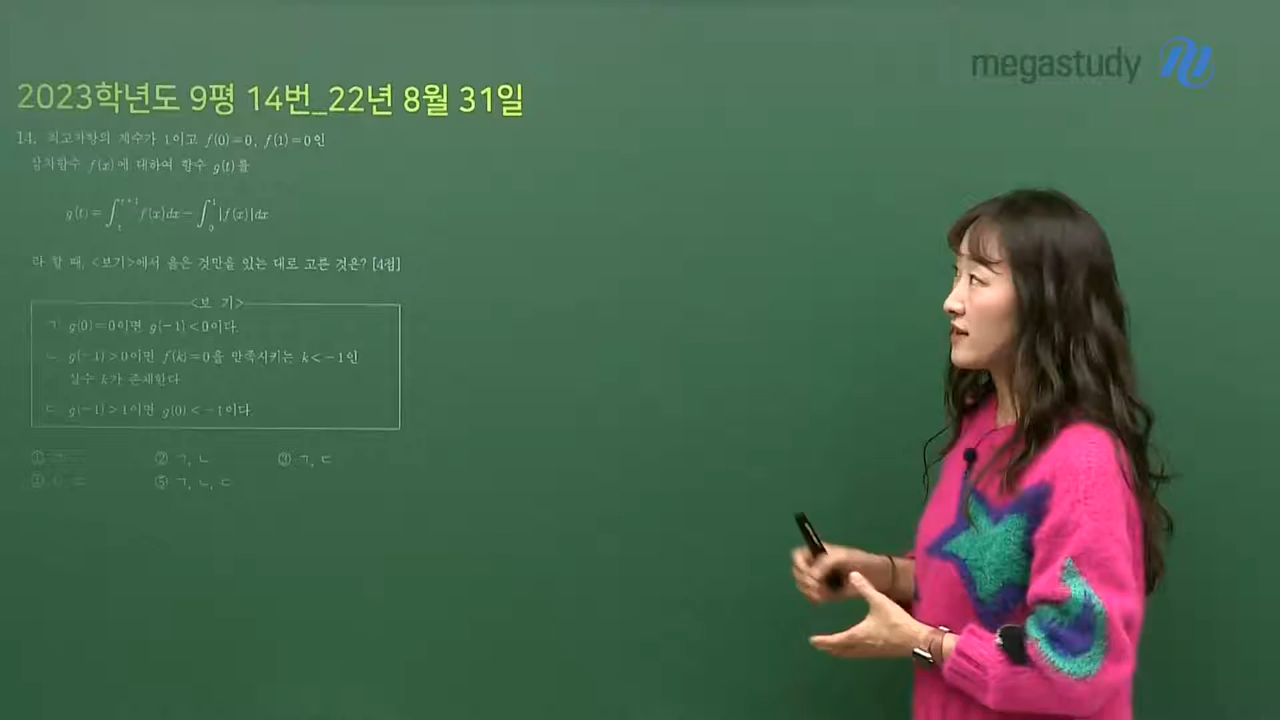 megastudy
2023학년도 9평 14번_22년 8월 31일
14. 최고차항의 계수가 1이고 f(0)=0, f(1)=0인
삼차함수 f(x)에 대하여 함수 g(t)를
g(t)=∫_t^{t+1} f(x)dx-∫_0^1 |f(x)|dx
라 할 때, <보기>에서 옳은 것만을 있는 대로 고른 것은? [4점]
<보 기>
ㄱ. g(0)=0이면 g(-1)<0이다.
ㄴ. g(-1)>0이면 f(k)=0을 만족시키는 k<-1인
실수 k가 존재한다.
ㄷ. g(-1)>1이면 g(0)<-1이다.
① ㄱ ② ㄱ, ㄴ ③ ㄱ, ㄷ
④ ㄴ, ㄷ ⑤ ㄱ, ㄴ, ㄷ